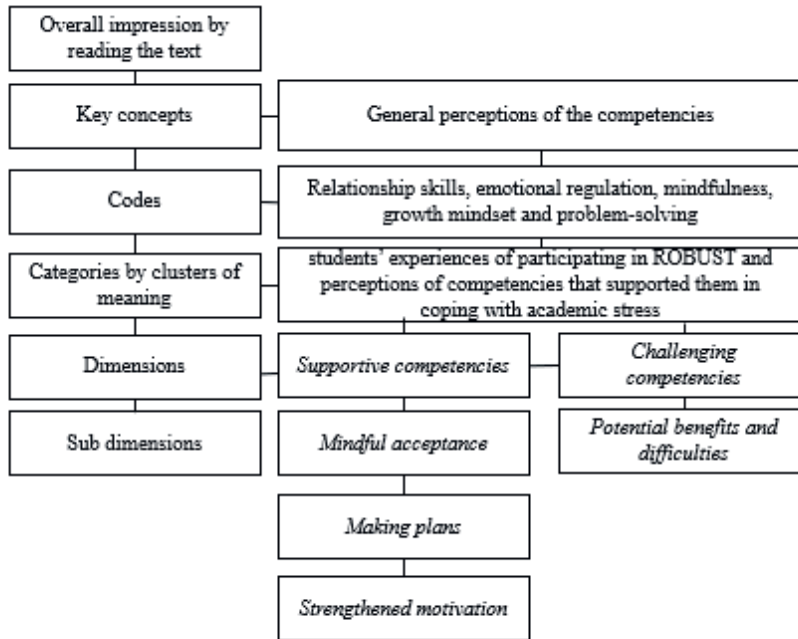 Overall impression by
reading the text
Key concepts
General perceptions of the competencies
Codes
Relationship skills, emotional regulation, mindfulness,
growth mindset and problem-solving
Categories by clusters of
meaning
students’ experiences of participating in ROBUST and
perceptions of competencies that supported them in
coping with academic stress
Dimensions
Supportive competencies
Challenging
competencies
Sub dimensions
Mindful acceptance
Potential benefits and
difficulties
Making plans
Strengthened motivation